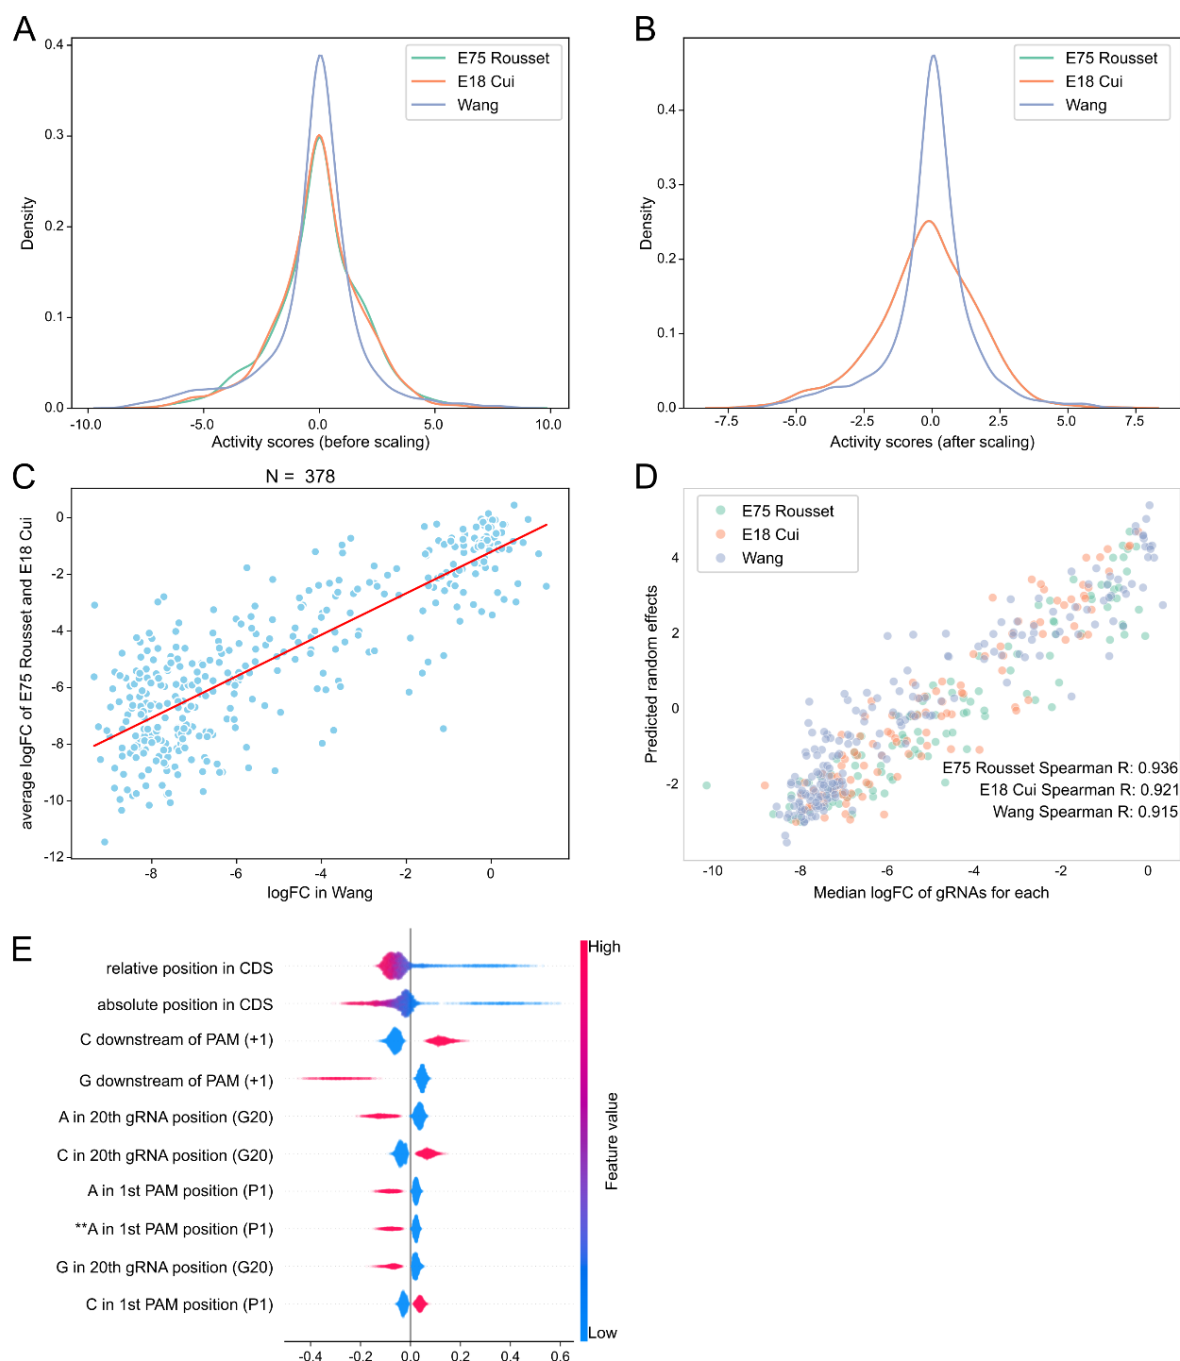 A
0.4
0.3
0.2
0.1
0.0
Density
-10.0 -5.0 0.0 5.0 10.0
Activity scores (before scaling)
E75 Rousset
E18 Cui
Wang
B
0.4
0.3
0.2
0.1
0.0
Density
-7.5 -5.0 -2.5 0.0 2.5 5.0 7.5
Activity scores (after scaling)
E75 Rousset
E18 Cui
Wang
C
N = 378
0
-2
-4
-6
-8
-10
-12
average logFC of E75 Rousset and E18 Cui
-8 -6 -4 -2 0
logFC in Wang
D
E75 Rousset
E18 Cui
Wang
4
2
0
-2
Predicted random effects
E75 Rousset Spearman R: 0.936
E18 Cui Spearman R: 0.921
Wang Spearman R: 0.915
-10 -8 -6 -4 -2 0
Median logFC of gRNAs for each
E
relative position in CDS
absolute position in CDS
C downstream of PAM (+1)
G downstream of PAM (+1)
A in 20th gRNA position (G20)
C in 20th gRNA position (G20)
A in 1st PAM position (P1)
**A in 1st PAM position (P1)
G in 20th gRNA position (G20)
C in 1st PAM position (P1)
-0.4 -0.2 0.0 0.2 0.4 0.6
High
Feature value
Low